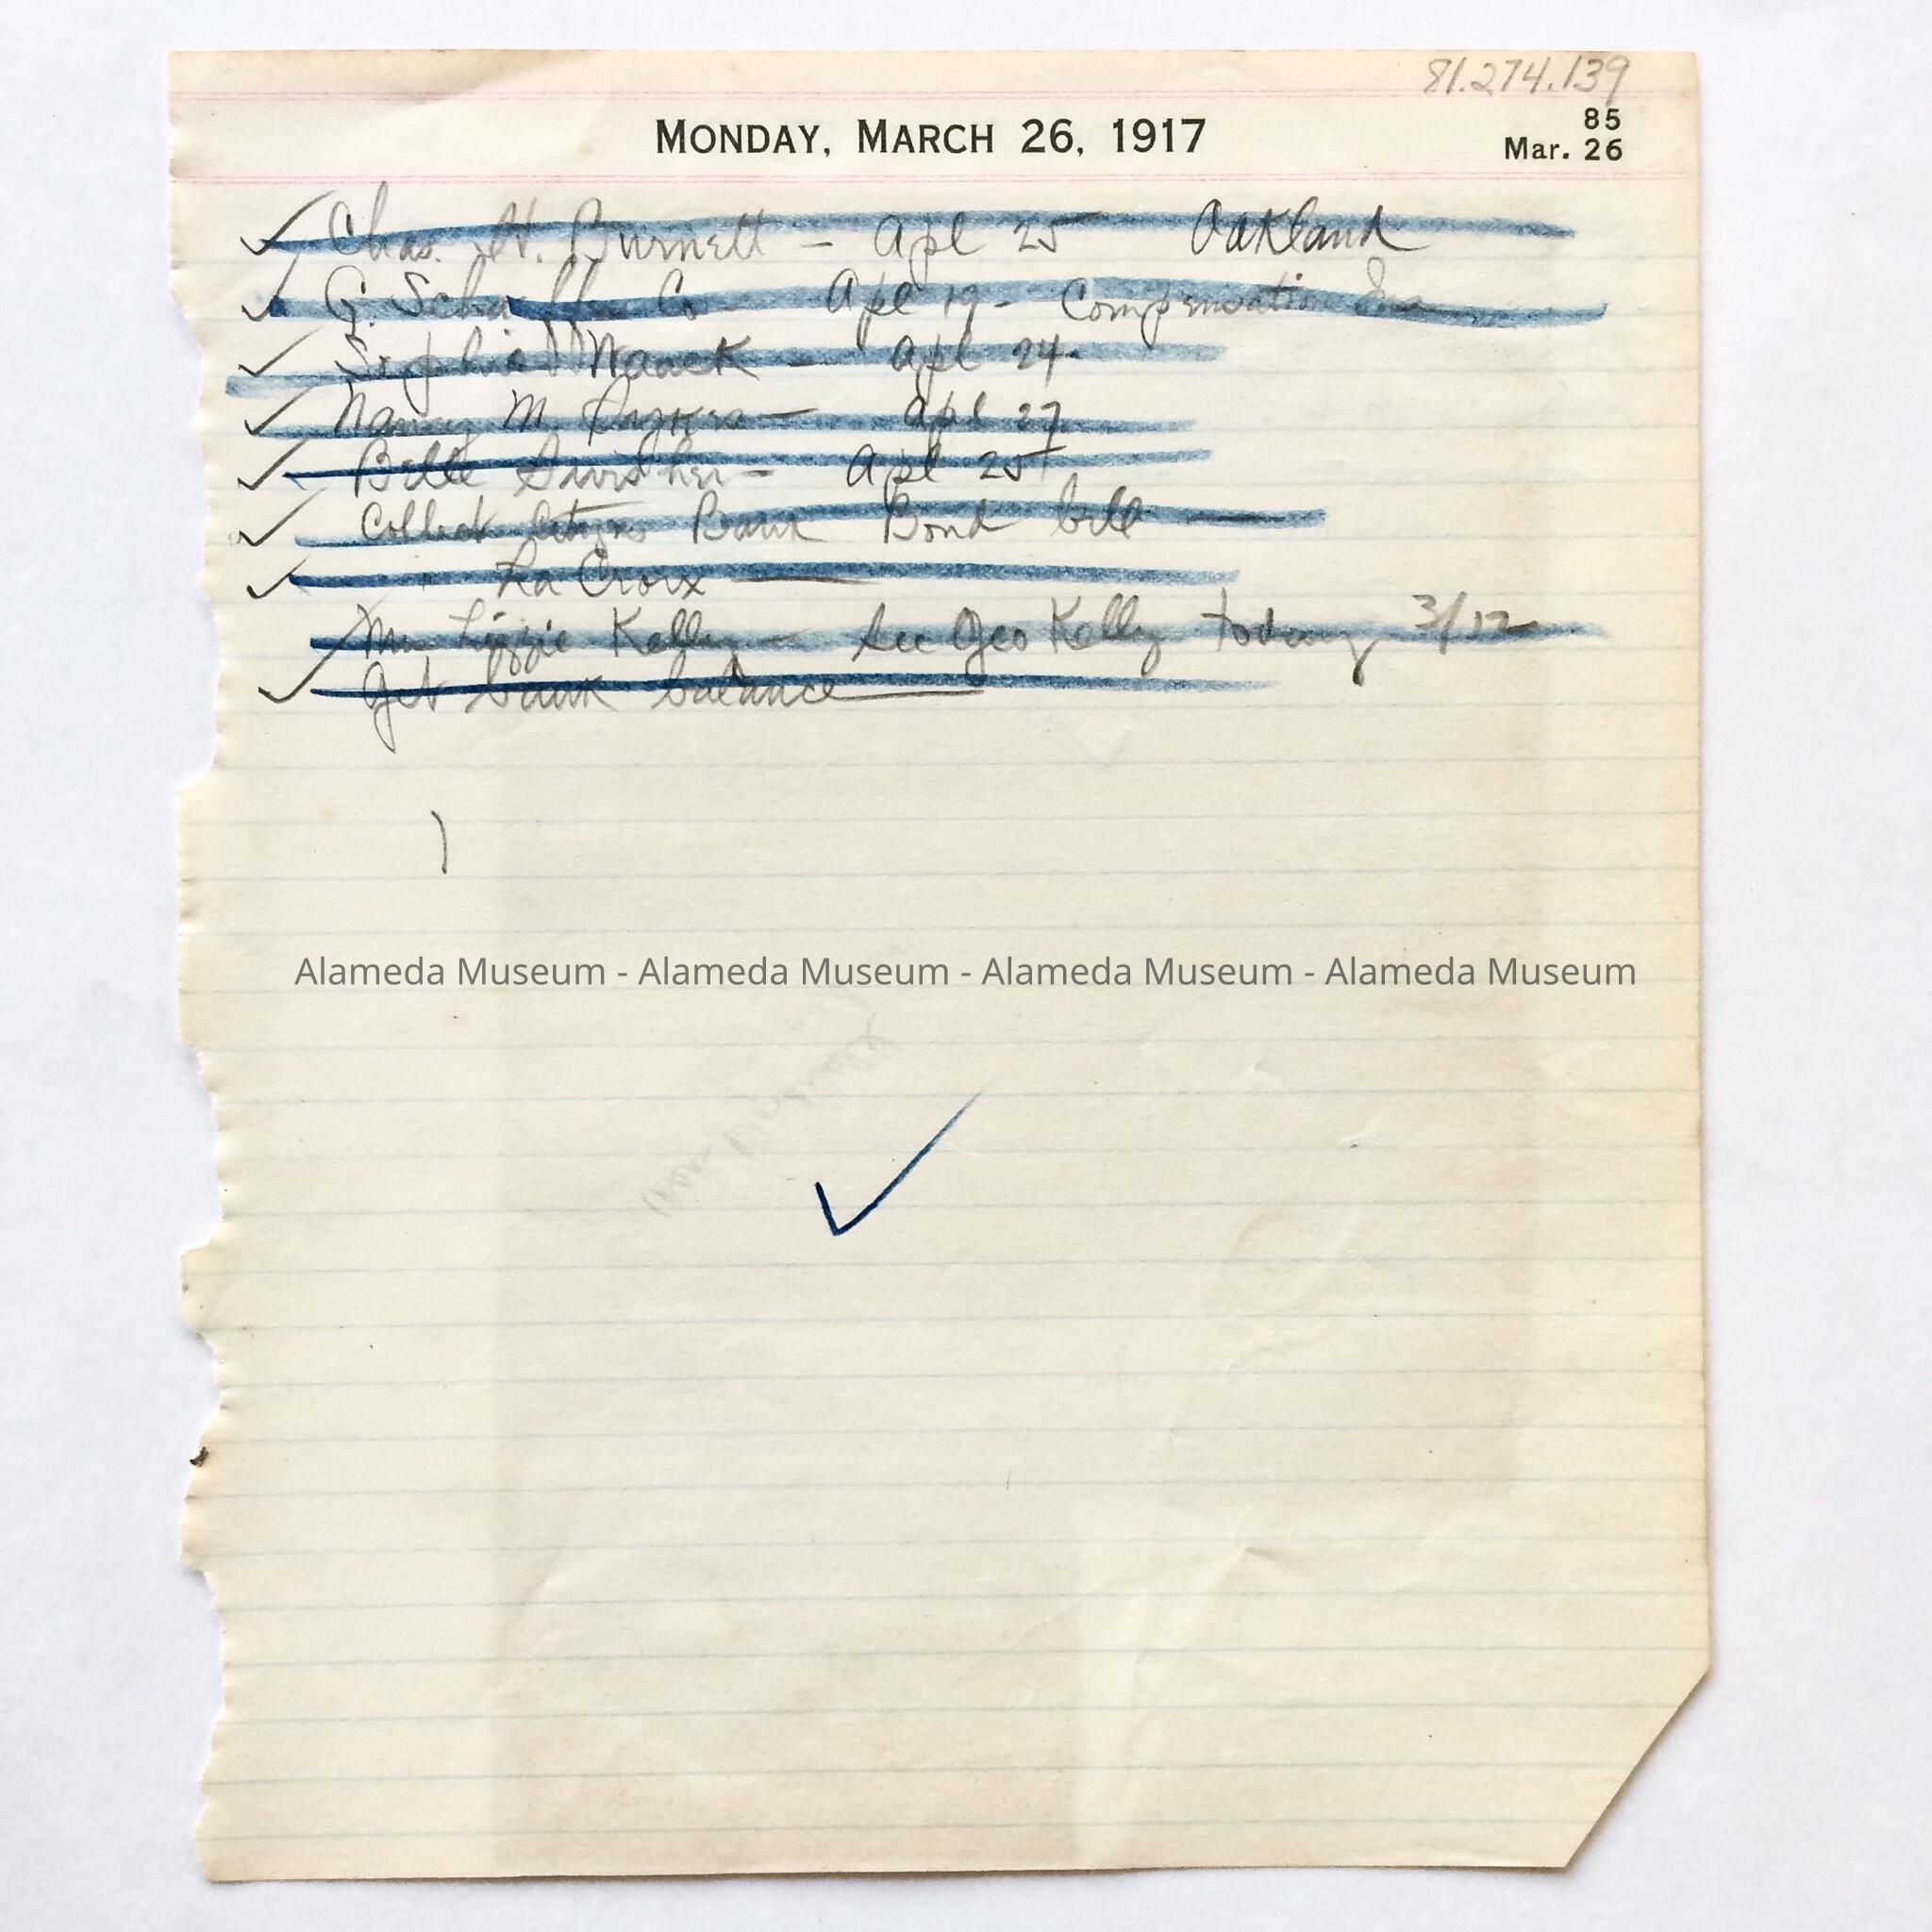 81.274.139
85
MONDAY, MARCH 26, 1917
Mar. 26
Chas. H. Burnett - Apl 25 Oakland
G. Co - Apl 19 - Compensation Ins
Sophie - Apl 24
Nancy M. - Apl 27
Belle Swisher - Apl 25
Collect Citizens Bank Bond bill
La Croix
Mrs Lizzie Kelly - See Geo Kelly today 3/12
Get bank balance
Alameda Museum - Alameda Museum - Alameda Museum - Alameda Museum